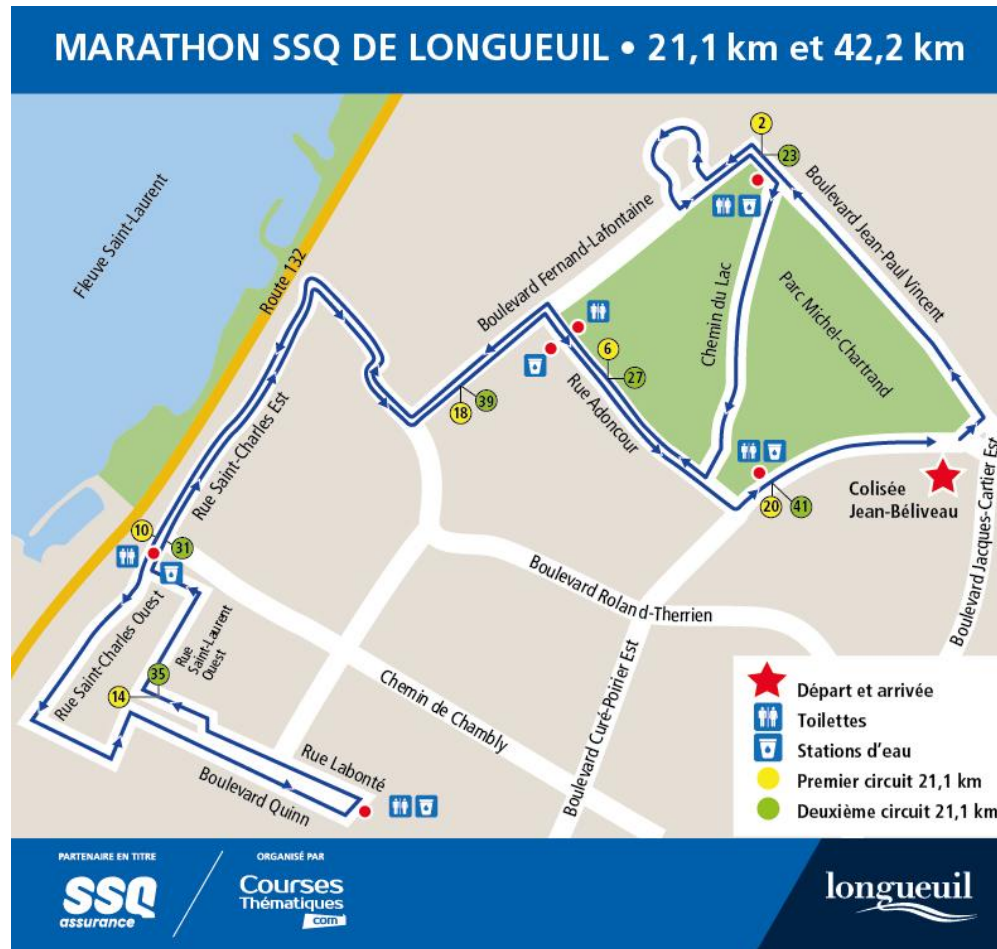 MARATHON SSQ DE LONGUEUIL • 21,1 km et 42,2 km
2
23
Fleuve Saint-Laurent
Route 132
Boulevard Fernand-Lafontaine
Boulevard Jean-Paul Vincent
Chemin du Lac
Parc Michel-Chartrand
6
27
Rue Adoncour
18
39
Rue Saint-Charles Est
20
41
Colisée
Jean-Béliveau
10
31
Boulevard Jacques-Cartier Est
Boulevard Roland-Therrien
Rue Saint-Charles Ouest
Rue
Saint-Laurent
Ouest
14
35
Chemin de Chambly
Boulevard Curé-Poirier Est
Rue Labonté
Boulevard Quinn
Départ et arrivée
Toilettes
Stations d'eau
Premier circuit 21,1 km
Deuxième circuit 21,1 km
PARTENAIRE EN TITRE
SSQ
assurance
ORGANISÉ PAR
Courses
Thématiques
com
longueuil